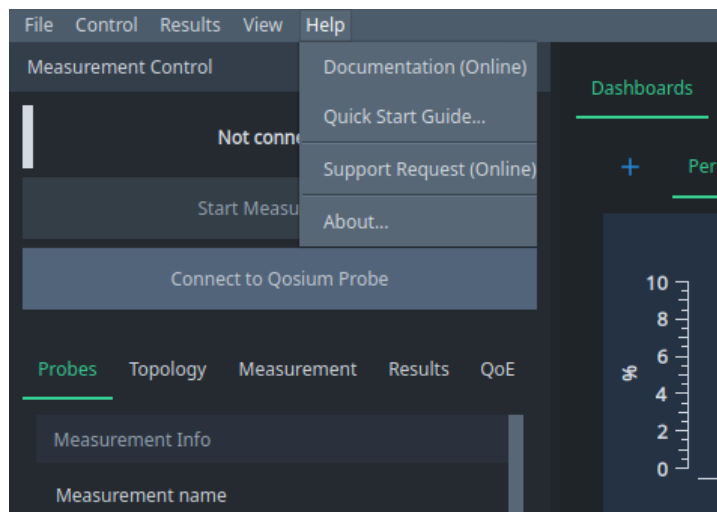 File Control Results View Help
Measurement Control
Documentation (Online)
Quick Start Guide...
Support Request (Online)
About...
Not conne
Start Measu
Connect to Qosium Probe
Probes Topology Measurement Results QoE
Measurement Info
Measurement name
Dashboards
+ Per
%
10
8
6
4
2
0